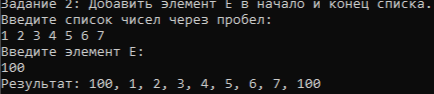 Задание 2: Добавить элемент E в начало и конец списка.
Введите список чисел через пробел:
1 2 3 4 5 6 7
Введите элемент E:
100
Результат: 100, 1, 2, 3, 4, 5, 6, 7, 100